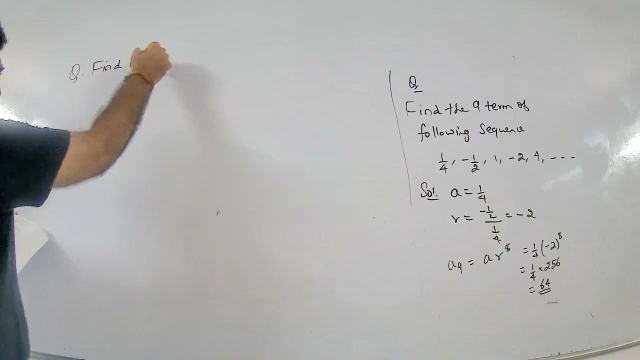 Q. Find
Q
Find the 9 term of
following sequence
1/4, -1/2, 1, -2, 4, ---
Sol. a = 1/4
r = (-1/2)/(1/4) = -2
a₉ = ar⁸ = 1/4 (-2)⁸
= 1/4 × 256
= 64